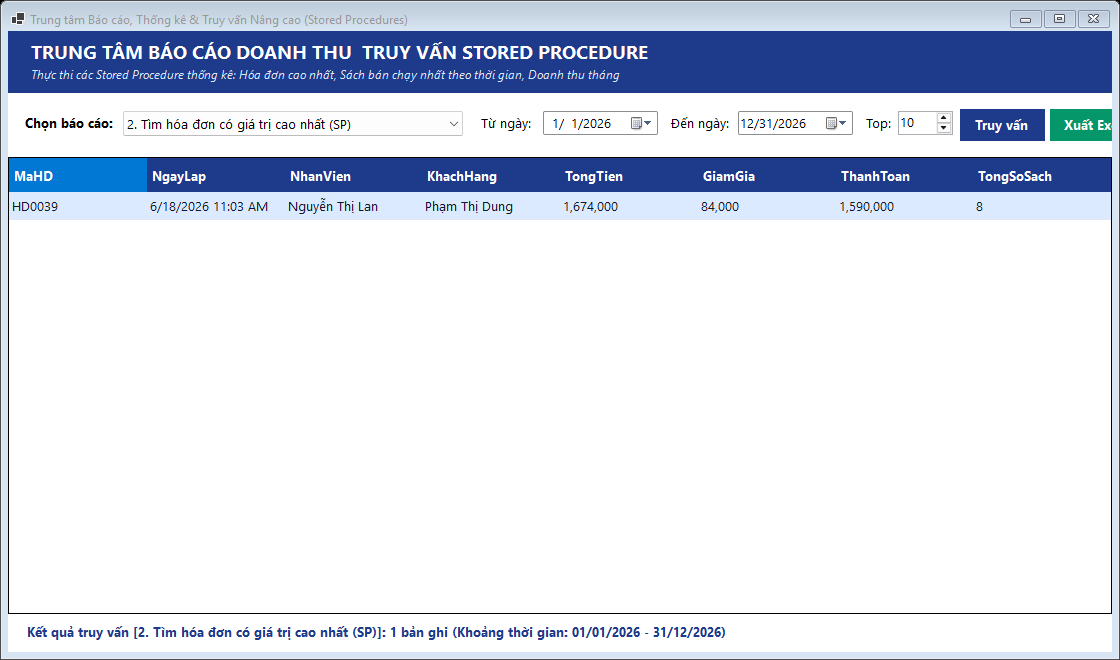 Trung tâm Báo cáo, Thống kê & Truy vấn Nâng cao (Stored Procedures)
TRUNG TÂM BÁO CÁO DOANH THU  TRUY VẤN STORED PROCEDURE
Thực thi các Stored Procedure thống kê: Hóa đơn cao nhất, Sách bán chạy nhất theo thời gian, Doanh thu tháng
Chọn báo cáo: 2. Tìm hóa đơn có giá trị cao nhất (SP) Từ ngày: 1/ 1/2026 Đến ngày: 12/31/2026 Top: 10 Truy vấn Xuất Ex
MaHD NgayLap NhanVien KhachHang TongTien GiamGia ThanhToan TongSoSach
HD0039 6/18/2026 11:03 AM Nguyễn Thị Lan Phạm Thị Dung 1,674,000 84,000 1,590,000 8
Kết quả truy vấn [2. Tìm hóa đơn có giá trị cao nhất (SP)]: 1 bản ghi (Khoảng thời gian: 01/01/2026 - 31/12/2026)